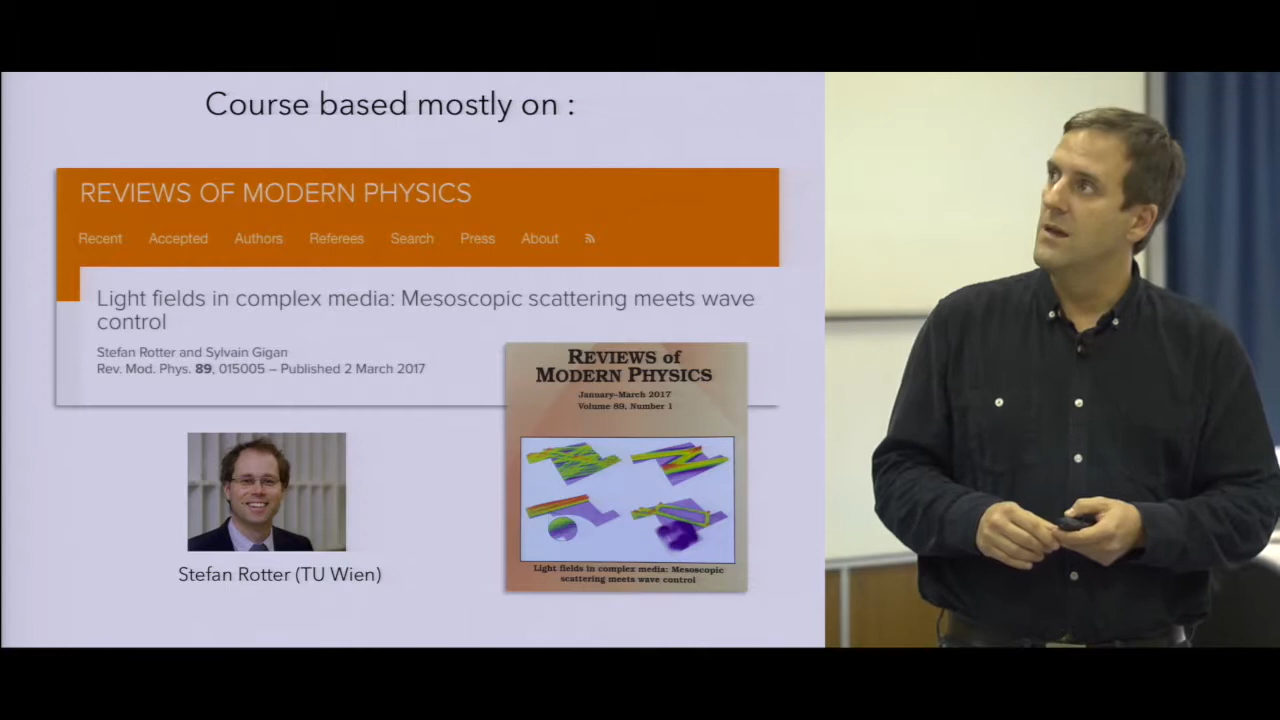 Course based mostly on :
REVIEWS OF MODERN PHYSICS
Recent Accepted Authors Referees Search Press About
Light fields in complex media: Mesoscopic scattering meets wave
control
Stefan Rotter and Sylvain Gigan
Rev. Mod. Phys. 89, 015005 – Published 2 March 2017
REVIEWS of
MODERN PHYSICS
January–March 2017
Volume 89, Number 1
Light fields in complex media: Mesoscopic
scattering meets wave control
Stefan Rotter (TU Wien)